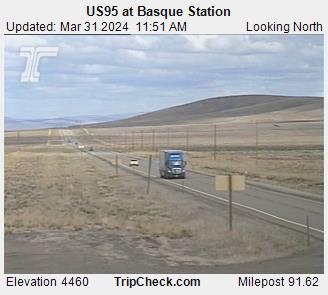 US95 at Basque Station
Updated: Mar 31 2024 11:51 AM Looking North
Elevation 4460 TripCheck.com Milepost 91.62